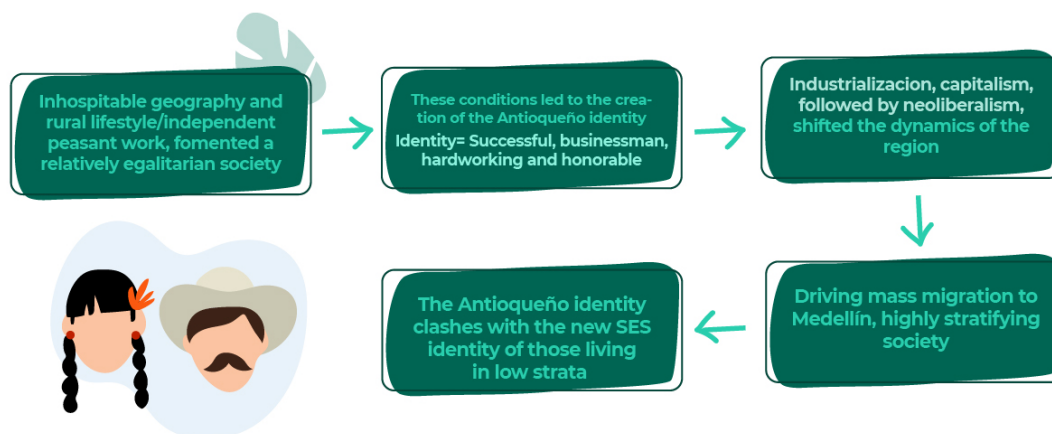 Inhospitable geography and
rural lifestyle/independent
peasant work, fomented a
relatively egalitarian society
These conditions led to the crea-
tion of the Antioqueño identity
Identity= Successful, businessman,
hardworking and honorable
Industrializacion, capitalism,
followed by neoliberalism,
shifted the dynamics of the
region
Driving mass migration to
Medellín, highly stratifying
society
The Antioqueño identity
clashes with the new SES
identity of those living
in low strata